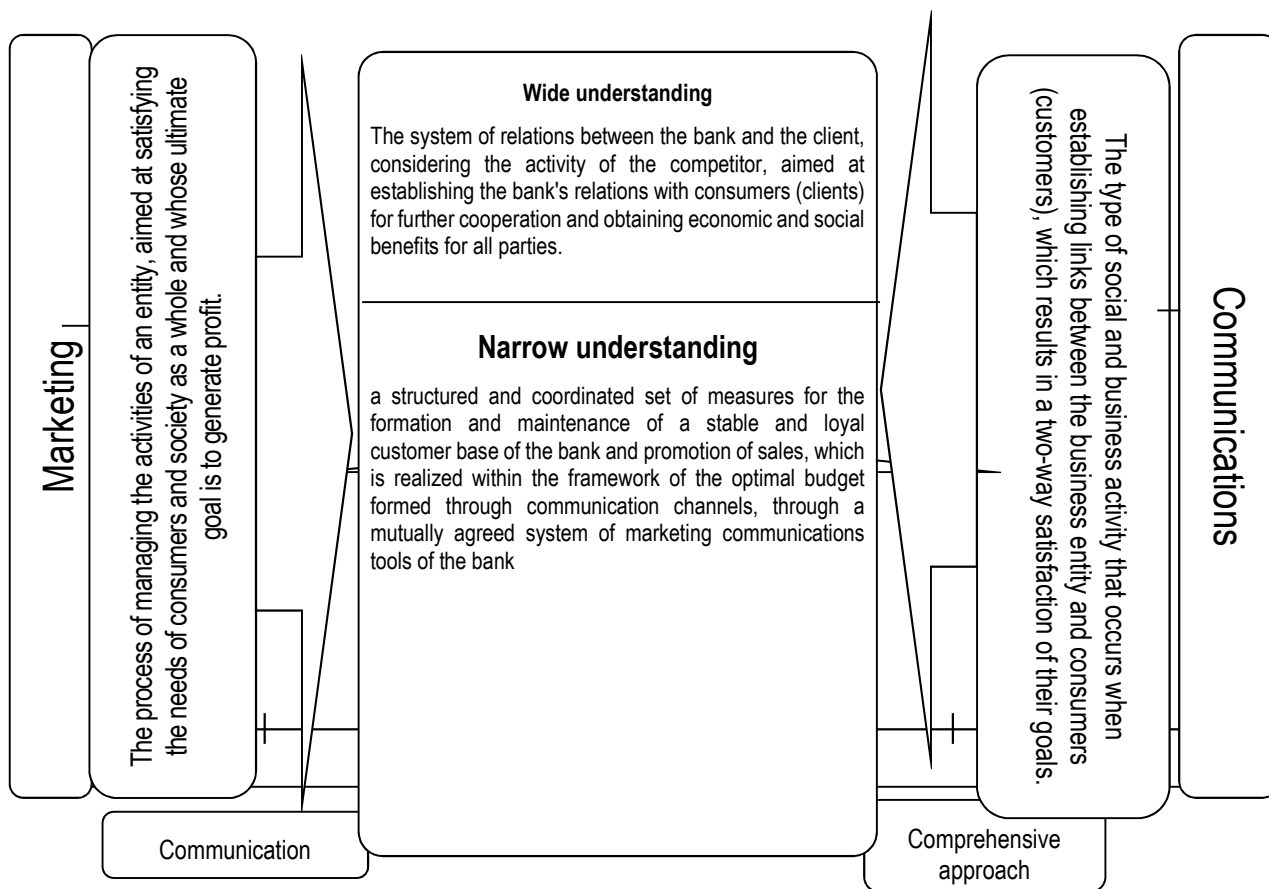 Marketing
The process of managing the activities of an entity, aimed at satisfying
the needs of consumers and society as a whole and whose ultimate
goal is to generate profit.
Wide understanding
The system of relations between the bank and the client,
considering the activity of the competitor, aimed at
establishing the bank's relations with consumers (clients)
for further cooperation and obtaining economic and social
benefits for all parties.
Narrow understanding
a structured and coordinated set of measures for the
formation and maintenance of a stable and loyal
customer base of the bank and promotion of sales, which
is realized within the framework of the optimal budget
formed through communication channels, through a
mutually agreed system of marketing communications
tools of the bank
The type of social and business activity that occurs when
establishing links between the business entity and consumers
(customers), which results in a two-way satisfaction of their goals.
Communications
Communication
Comprehensive
approach